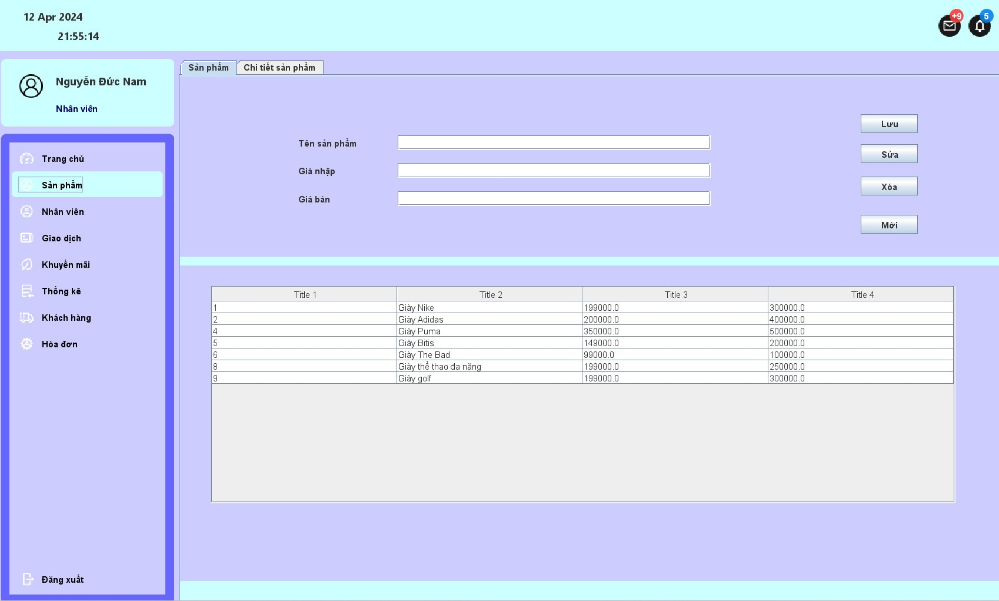 12 Apr 2024
21:55:14
+9
5
Nguyễn Đức Nam
Nhân viên
Trang chủ
Sản phẩm
Nhân viên
Giao dịch
Khuyến mãi
Thống kê
Khách hàng
Hóa đơn
Đăng xuất
Sản phẩm Chi tiết sản phẩm
Tên sản phẩm
Giá nhập
Giá bán
Lưu
Sửa
Xóa
Mới
Title 1 Title 2 Title 3 Title 4
1 Giày Nike 199000.0 300000.0
2 Giày Adidas 200000.0 400000.0
4 Giày Puma 350000.0 500000.0
5 Giày Bitis 149000.0 200000.0
6 Giày The Bad 99000.0 100000.0
8 Giày thể thao đa năng 199000.0 250000.0
9 Giày golf 199000.0 300000.0